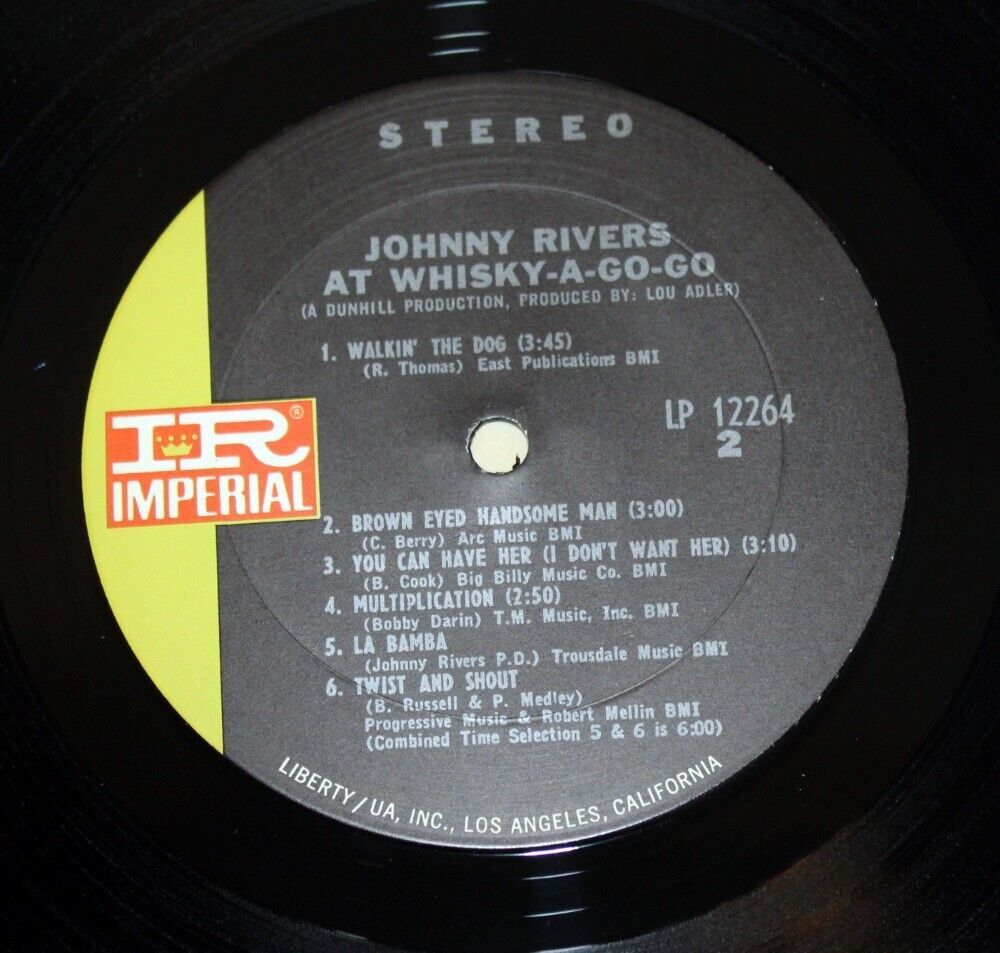 STEREO
JOHNNY RIVERS
AT WHISKY-A-GO-GO
(A DUNHILL PRODUCTION, PRODUCED BY: LOU ADLER)
1. WALKIN' THE DOG (3:45)
(R. Thomas) East Publications BMI
LP 12264
2
IR®
IMPERIAL
2. BROWN EYED HANDSOME MAN (3:00)
(C. Berry) Arc Music BMI
3. YOU CAN HAVE HER (I DON'T WANT HER) (3:10)
(B. Cook) Big Billy Music Co. BMI
4. MULTIPLICATION (2:50)
(Bobby Darin) T.M. Music, Inc. BMI
5. LA BAMBA
(Johnny Rivers P.D.) Trousdale Music BMI
6. TWIST AND SHOUT
(B. Russell & P. Medley)
Progressive Music & Robert Mellin BMI
(Combined Time Selection 5 & 6 is 6:00)
LIBERTY/UA, INC., LOS ANGELES, CALIFORNIA